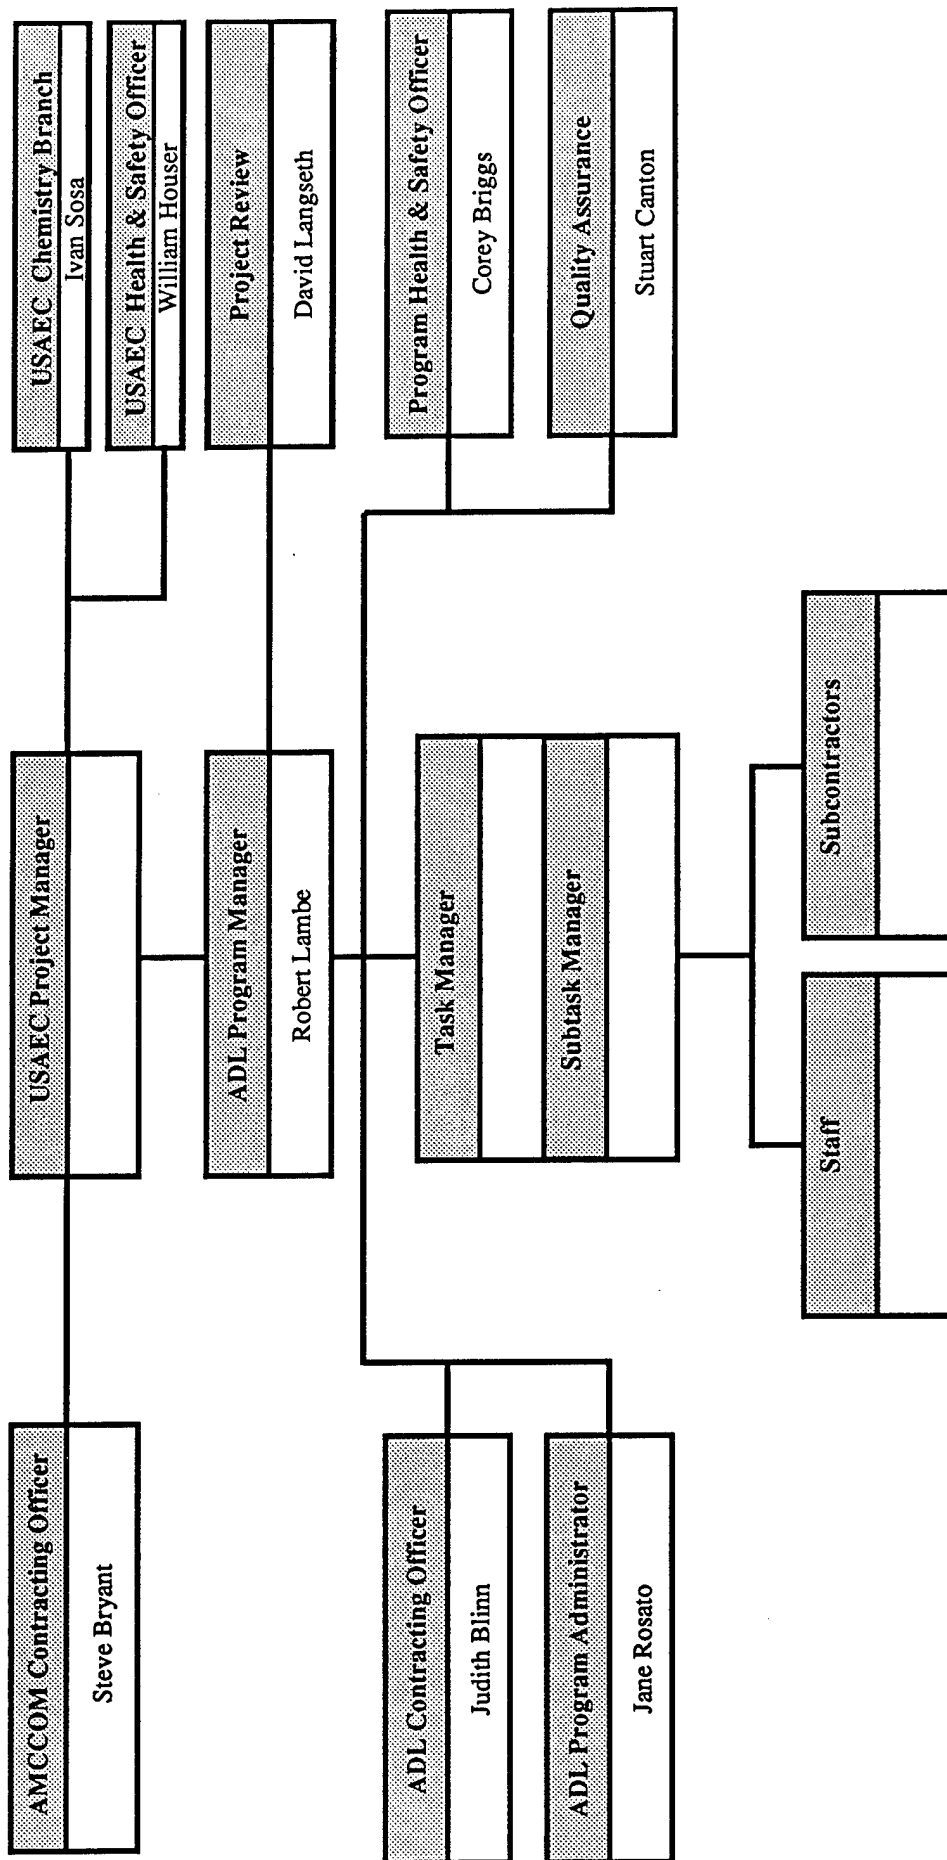 AMCCOM Contracting Officer
Steve Bryant
USAEC Project Manager
USAEC Chemistry Branch
Ivan Sosa
USAEC Health & Safety Officer
William Houser
ADL Program Manager
Robert Lambe
Project Review
David Langseth
ADL Contracting Officer
Judith Blinn
ADL Program Administrator
Jane Rosato
Task Manager
Subtask Manager
Program Health & Safety Officer
Corey Briggs
Quality Assurance
Stuart Canton
Staff
Subcontractors